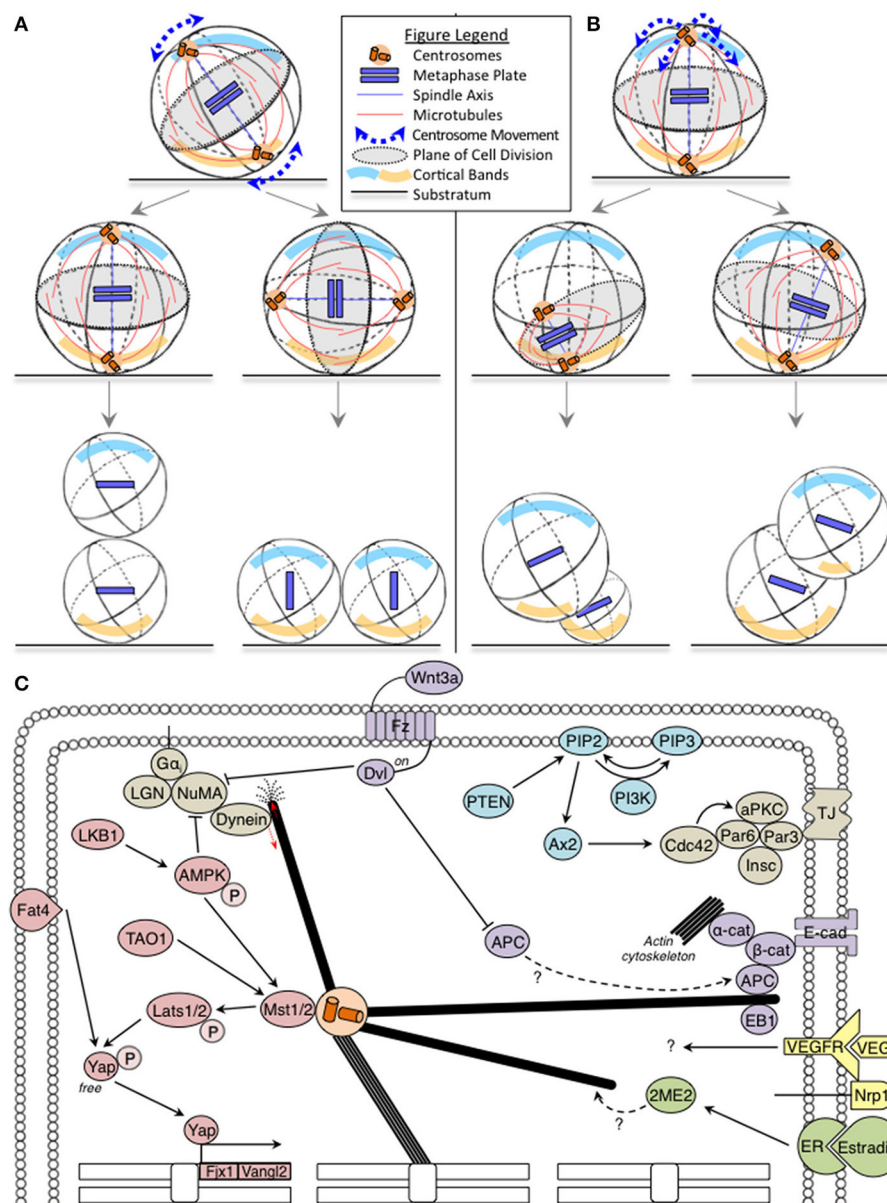 A
Figure Legend
Centrosomes
Metaphase Plate
Spindle Axis
Microtubules
Centrosome Movement
Plane of Cell Division
Cortical Bands
Substratum
B
C
Wnt3a
Fz
Gαi
LGN
NuMA
Dynein
Dvl
on
PIP2
PIP3
PTEN
PI3K
Ax2
Cdc42
aPKC
Par6
Par3
Insc
TJ
LKB1
AMPK
P
Fat4
TAO1
APC
?
Actin
cytoskeleton
α-cat
β-cat
E-cad
APC
EB1
Lats1/2
P
Mst1/2
Yap
P
free
?
VEGFR
VEG
Nrp1
2ME2
?
ER
Estradi
Yap
Fjx1
Vangl2